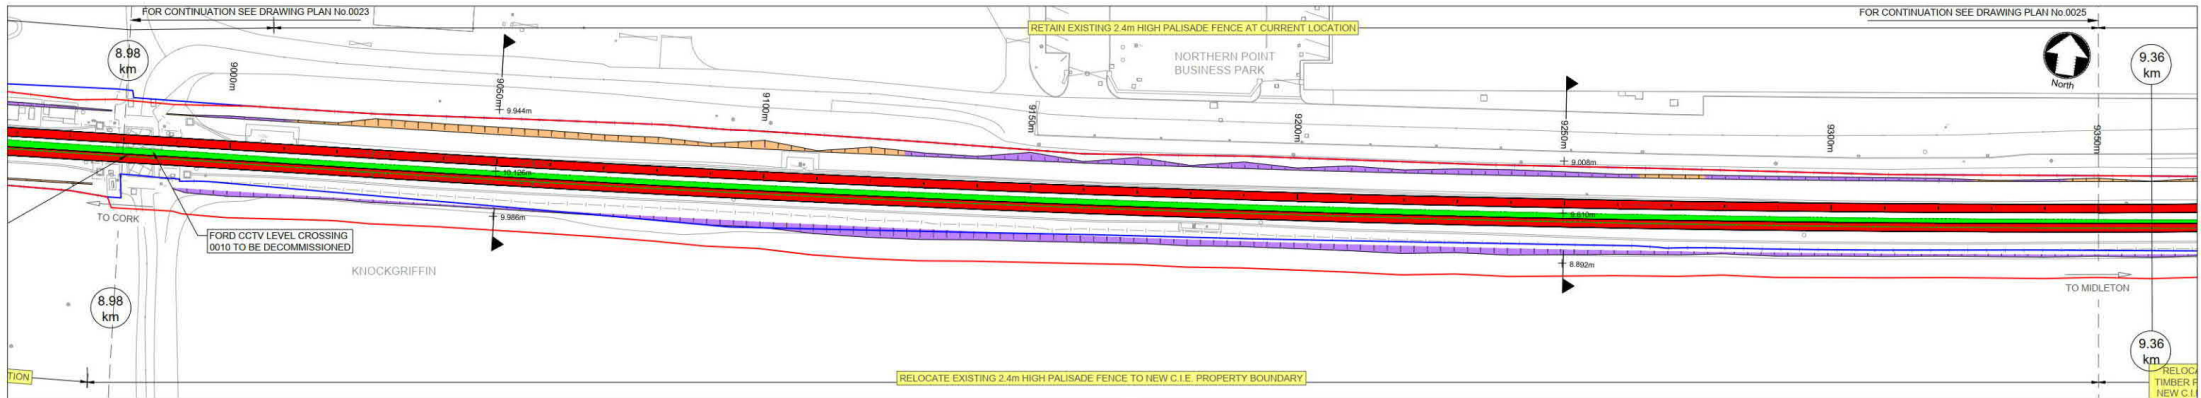 FOR CONTINUATION SEE DRAWING PLAN No.0023
FOR CONTINUATION SEE DRAWING PLAN No.0025
RETAIN EXISTING 2.4m HIGH PALISADE FENCE AT CURRENT LOCATION
8.98
km
9.36
km
North
NORTHERN POINT
BUSINESS PARK
9000m
9050m
9100m
9150m
9200m
9250m
9300m
9350m
9.944m
9.008m
10.126m
9.986m
9.610m
8.892m
TO CORK
FORD CCTV LEVEL CROSSING
0010 TO BE DECOMMISSIONED
KNOCKGRIFFIN
TO MIDLETON
8.98
km
9.36
km
TION
RELOCATE EXISTING 2.4m HIGH PALISADE FENCE TO NEW C.I.E. PROPERTY BOUNDARY
RELOCA
TIMBER F
NEW C.I.